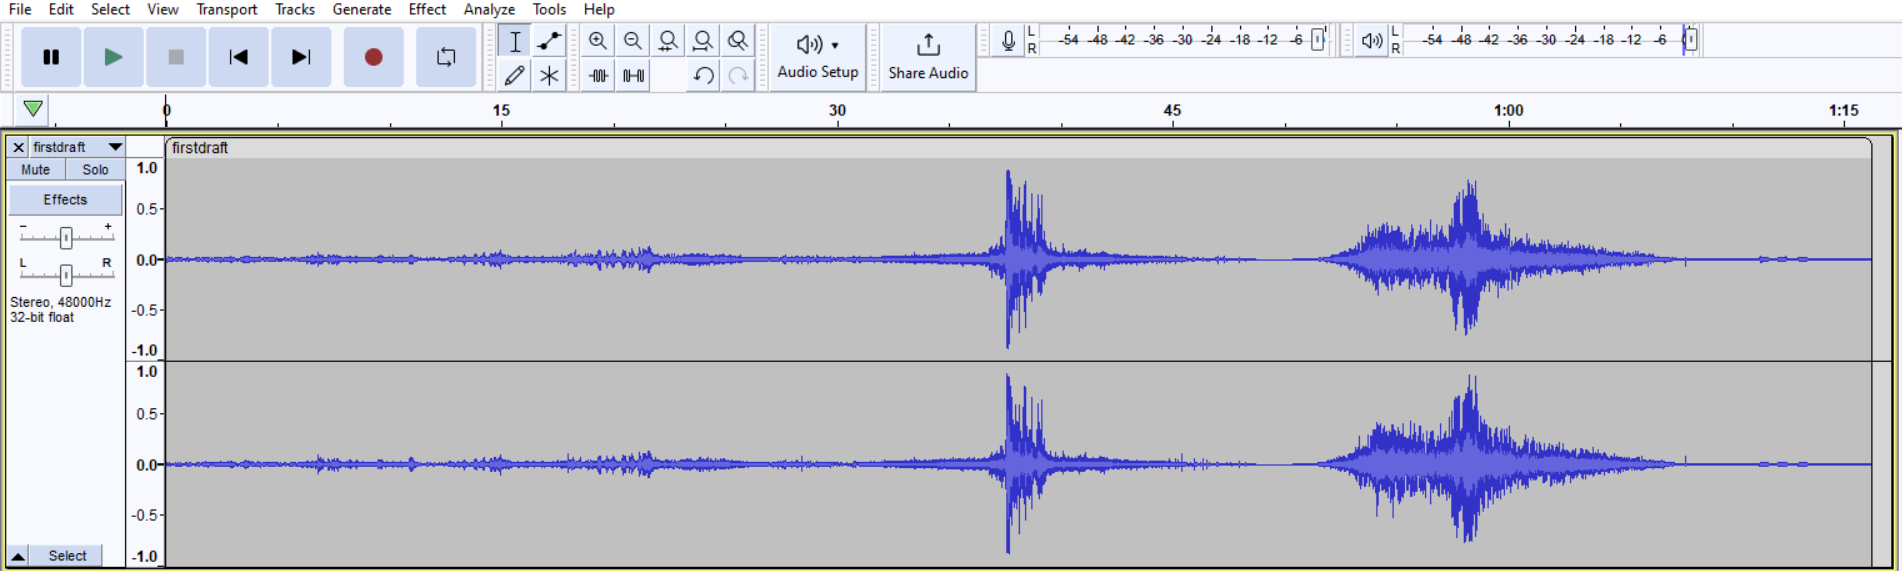 File Edit Select View Transport Tracks Generate Effect Analyze Tools Help
L -54 -48 -42 -36 -30 -24 -18 -12 -6
R
L -54 -48 -42 -36 -30 -24 -18 -12 -6
R
Audio Setup
Share Audio
0 15 30 45 1:00 1:15
firstdraft
firstdraft
Mute Solo
Effects
- +
L R
Stereo, 48000Hz
32-bit float
Select
1.0
0.5
0.0
-0.5
-1.0
1.0
0.5
0.0
-0.5
-1.0